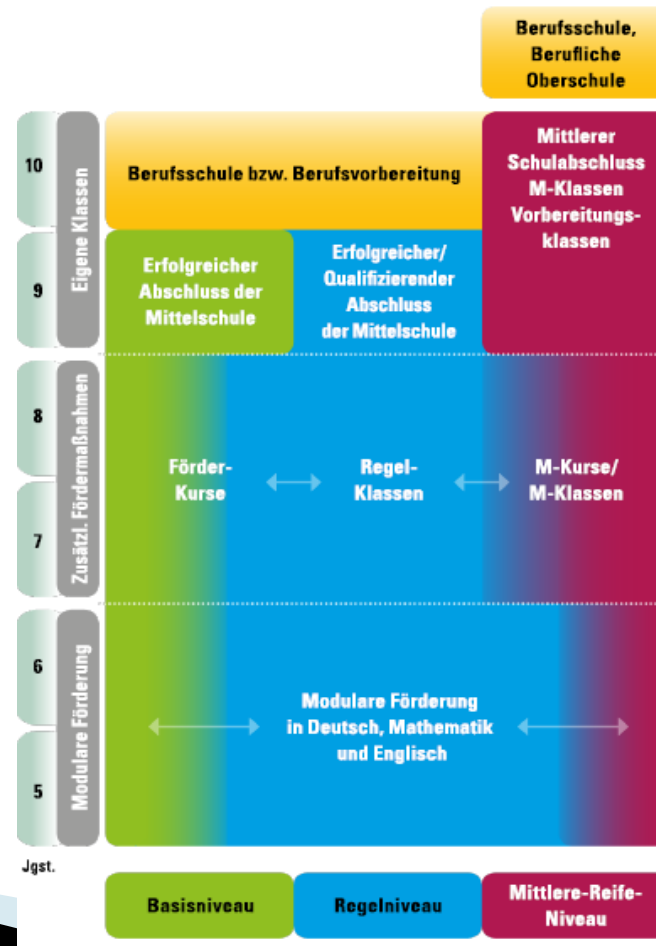 Berufsschule,
Berufliche
Oberschule
10
9
Eigene Klassen
Berufsschule bzw. Berufsvorbereitung
Mittlerer
Schulabschluss
M-Klassen
Vorbereitungs-
klassen
Erfolgreicher
Abschluss der
Mittelschule
Erfolgreicher/
Qualifizierender
Abschluss
der Mittelschule
8
7
Zusätzl. Fördermaßnahmen
Förder-
Kurse
Regel-
Klassen
M-Kurse/
M-Klassen
6
5
Modulare Förderung
Modulare Förderung
in Deutsch, Mathematik
und Englisch
Jgst.
Basisniveau
Regelniveau
Mittlere-Reife-
Niveau